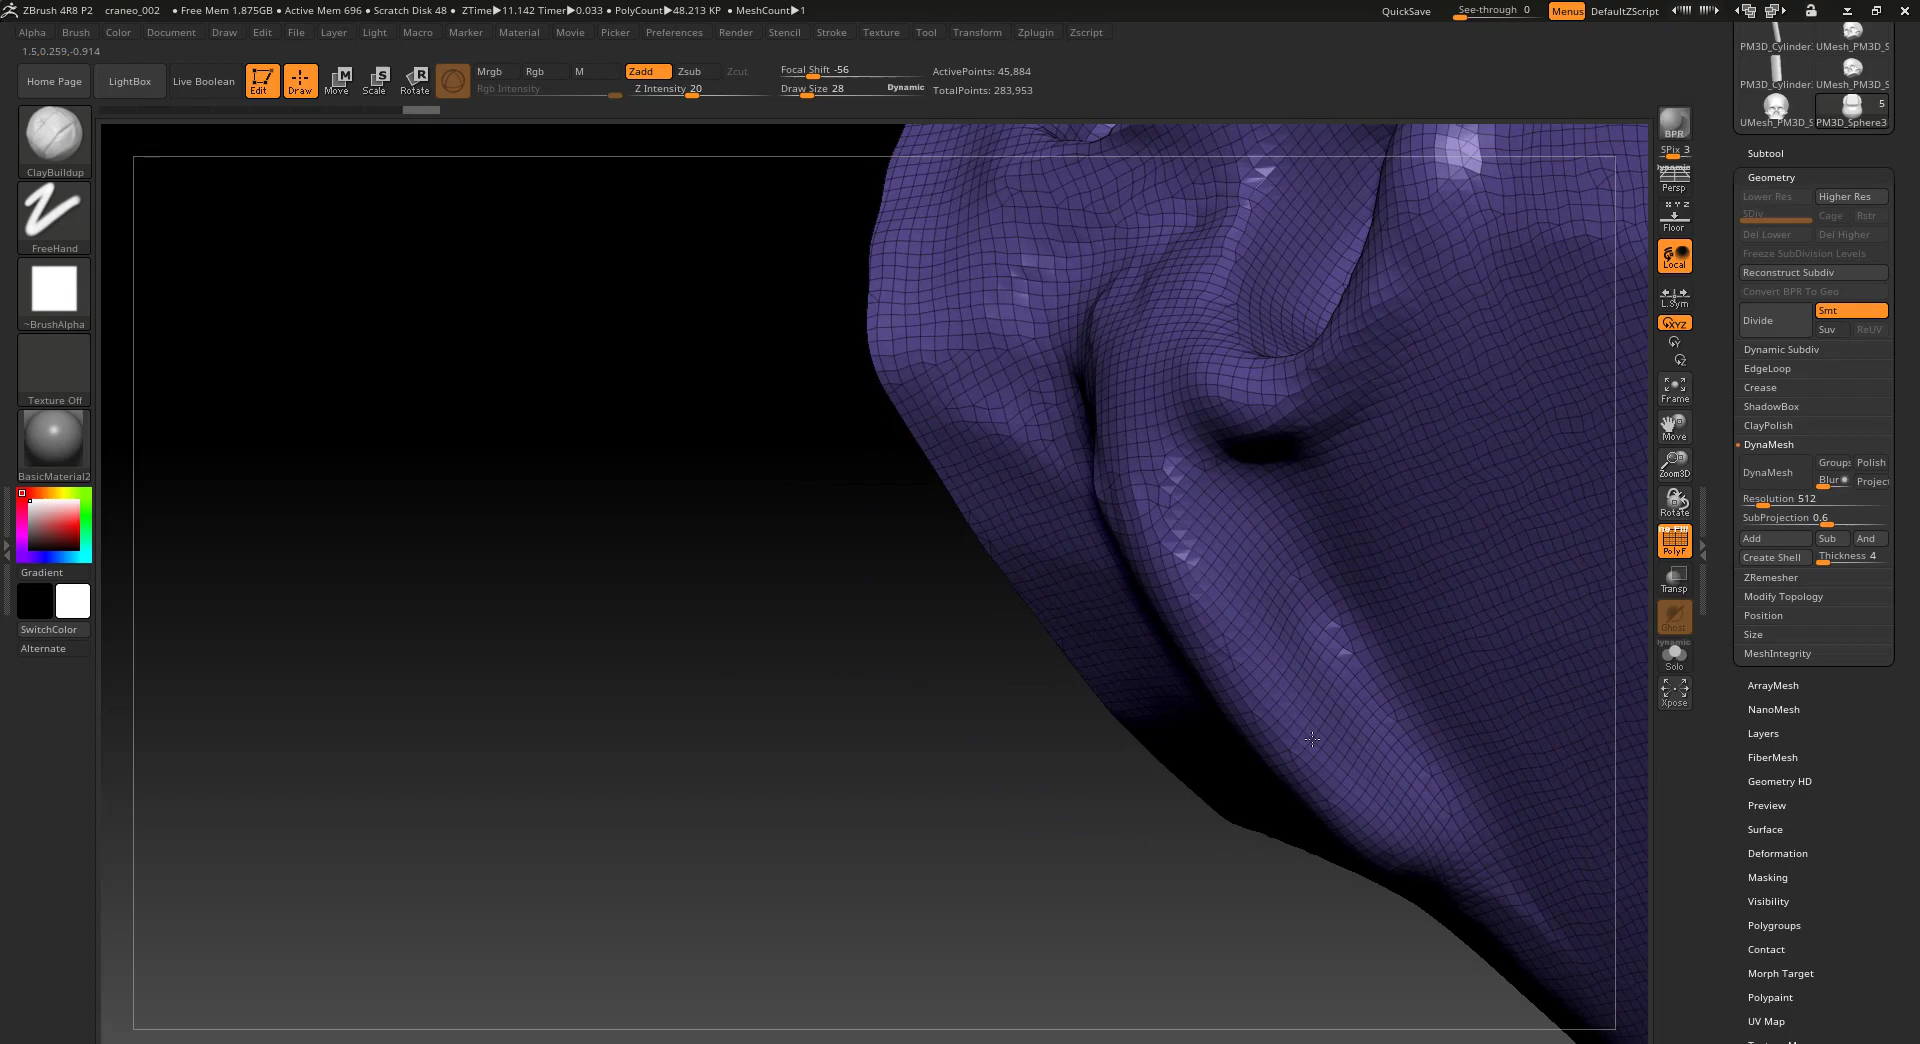 ZBrush 4R8 P2 craneo_002 • Free Mem 1.875GB • Active Mem 696 • Scratch Disk 48 • ZTime▶11.142 Timer▶0.033 • PolyCount▶48.213 KP • MeshCount▶1 QuickSave See-through 0 Menus DefaultZScript
Alpha Brush Color Document Draw Edit File Layer Light Macro Marker Material Movie Picker Preferences Render Stencil Stroke Texture Tool Transform Zplugin Zscript
1.5,0.259,-0.914
Home Page LightBox Live Boolean Edit Draw Move Scale Rotate
Mrgb Rgb M Zadd Zsub Zcut
Rgb Intensity Z Intensity 20
Focal Shift -56
Draw Size 28 Dynamic
ActivePoints: 45,884
TotalPoints: 283,953
ClayBuildup
FreeHand
~BrushAlpha
Texture Off
BasicMaterial2
Gradient
SwitchColor
Alternate
BPR
SPix 3
Dynamic
Persp
X Y Z
Floor
Local
L.Sym
XYZ
Y
Z
Frame
Move
Zoom3D
Rotate
PolyF
Transp
Ghost
Dynamic
Solo
Xpose
PM3D_Cylinder. UMesh_PM3D_S
PM3D_Cylinder. UMesh_PM3D_S
5
UMesh_PM3D_S PM3D_Sphere3
Subtool
Geometry
Lower Res Higher Res
SDiv Cage Rstr
Del Lower Del Higher
Freeze SubDivision Levels
Reconstruct Subdiv
Convert BPR To Geo
Divide Smt
Suv ReUV
Dynamic Subdiv
EdgeLoop
Crease
ShadowBox
ClayPolish
DynaMesh
DynaMesh Groups Polish
Blur Project
Resolution 512
SubProjection 0.6
Add Sub And
Create Shell Thickness 4
ZRemesher
Modify Topology
Position
Size
MeshIntegrity
ArrayMesh
NanoMesh
Layers
FiberMesh
Geometry HD
Preview
Surface
Deformation
Masking
Visibility
Polygroups
Contact
Morph Target
Polypaint
UV Map